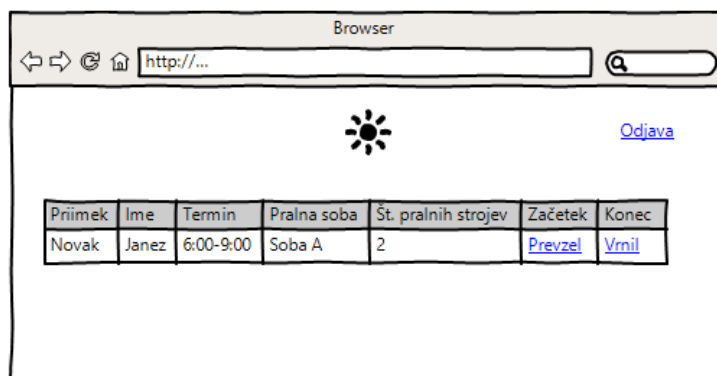 Browser
http://...
Odjava
Priimek Ime Termin Pralna soba Št. pralnih strojev Začetek Konec
Novak Janez 6:00-9:00 Soba A 2 Prevzel Vrnil